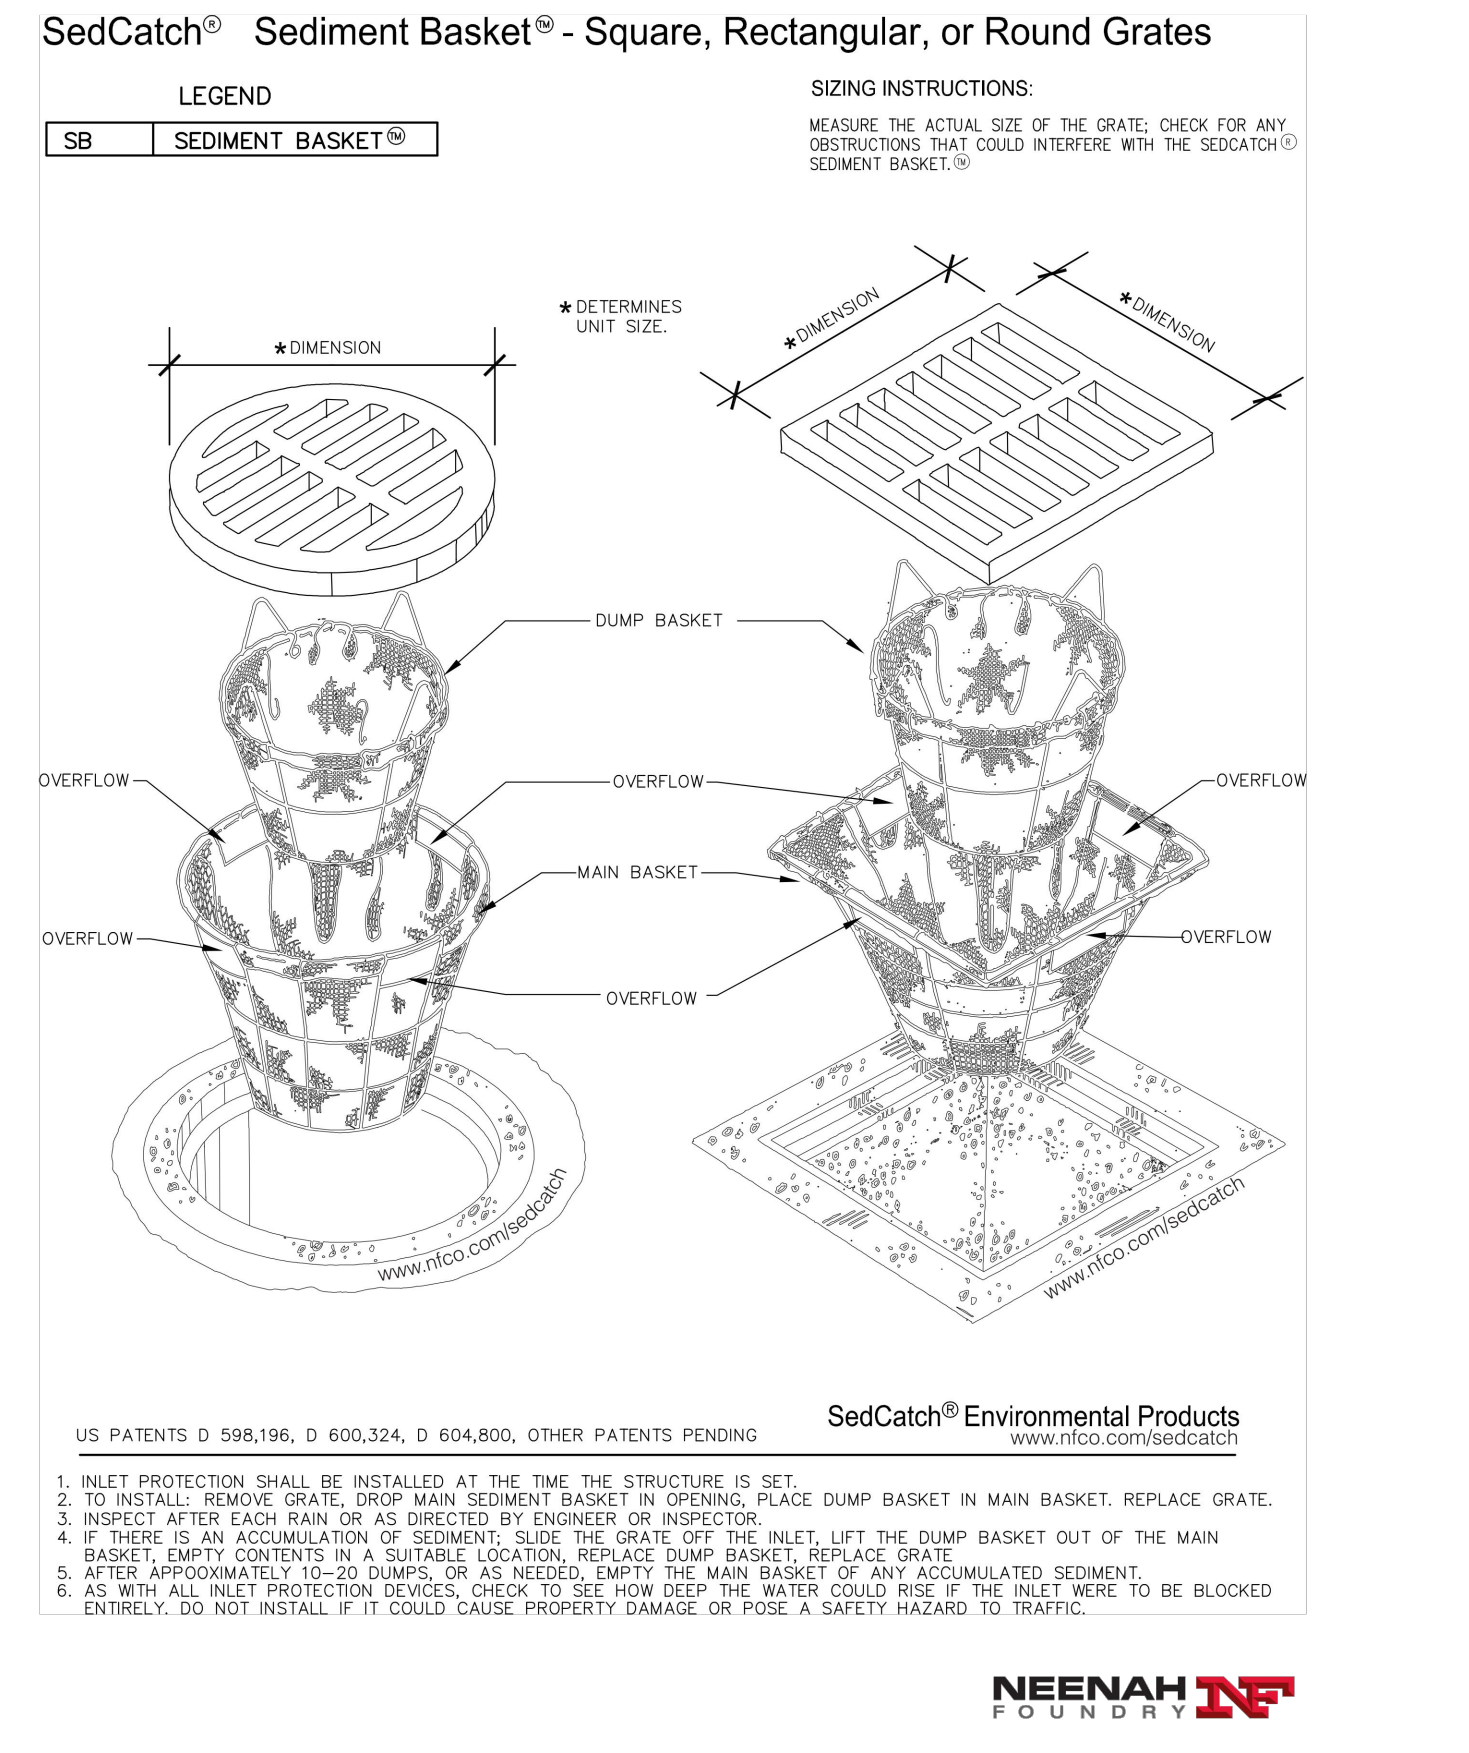 SedCatch® Sediment Basket™ - Square, Rectangular, or Round Grates
LEGEND
SB SEDIMENT BASKET™
SIZING INSTRUCTIONS:
MEASURE THE ACTUAL SIZE OF THE GRATE; CHECK FOR ANY
OBSTRUCTIONS THAT COULD INTERFERE WITH THE SEDCATCH®
SEDIMENT BASKET.™
*DIMENSION
*DETERMINES
UNIT SIZE.
*DIMENSION
*DIMENSION
DUMP BASKET
OVERFLOW
OVERFLOW
OVERFLOW
MAIN BASKET
OVERFLOW
OVERFLOW
OVERFLOW
www.nfco.com/sedcatch
www.nfco.com/sedcatch
SedCatch® Environmental Products
US PATENTS D 598,196, D 600,324, D 604,800, OTHER PATENTS PENDING
www.nfco.com/sedcatch
1. INLET PROTECTION SHALL BE INSTALLED AT THE TIME THE STRUCTURE IS SET.
2. TO INSTALL: REMOVE GRATE, DROP MAIN SEDIMENT BASKET IN OPENING, PLACE DUMP BASKET IN MAIN BASKET. REPLACE GRATE.
3. INSPECT AFTER EACH RAIN OR AS DIRECTED BY ENGINEER OR INSPECTOR.
4. IF THERE IS AN ACCUMULATION OF SEDIMENT; SLIDE THE GRATE OFF THE INLET, LIFT THE DUMP BASKET OUT OF THE MAIN
BASKET, EMPTY CONTENTS IN A SUITABLE LOCATION, REPLACE DUMP BASKET, REPLACE GRATE
5. AFTER APPOOXIMATELY 10-20 DUMPS, OR AS NEEDED, EMPTY THE MAIN BASKET OF ANY ACCUMULATED SEDIMENT.
6. AS WITH ALL INLET PROTECTION DEVICES, CHECK TO SEE HOW DEEP THE WATER COULD RISE IF THE INLET WERE TO BE BLOCKED
ENTIRELY. DO NOT INSTALL IF IT COULD CAUSE PROPERTY DAMAGE OR POSE A SAFETY HAZARD TO TRAFFIC.
NEENAH NF
FOUNDRY